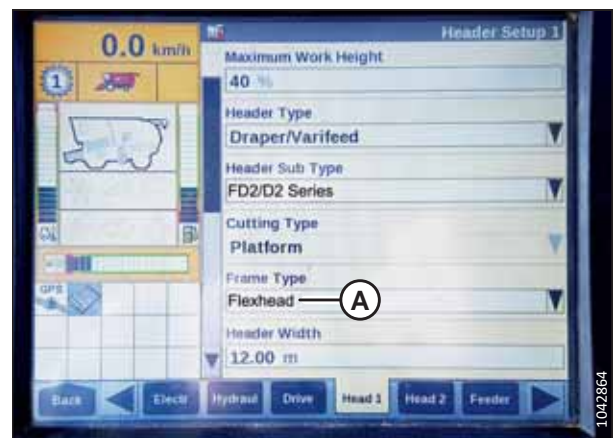 0.0 km/h
Header Setup 1
1
Maximum Work Height
40 %
Header Type
Draper/Varifeed
Header Sub Type
FD2/D2 Series
Cutting Type
Platform
Frame Type
Flexhead
A
Header Width
12.00 m
GPS
Back
Electr
Hydraul
Drive
Head 1
Head 2
Feeder
1042864